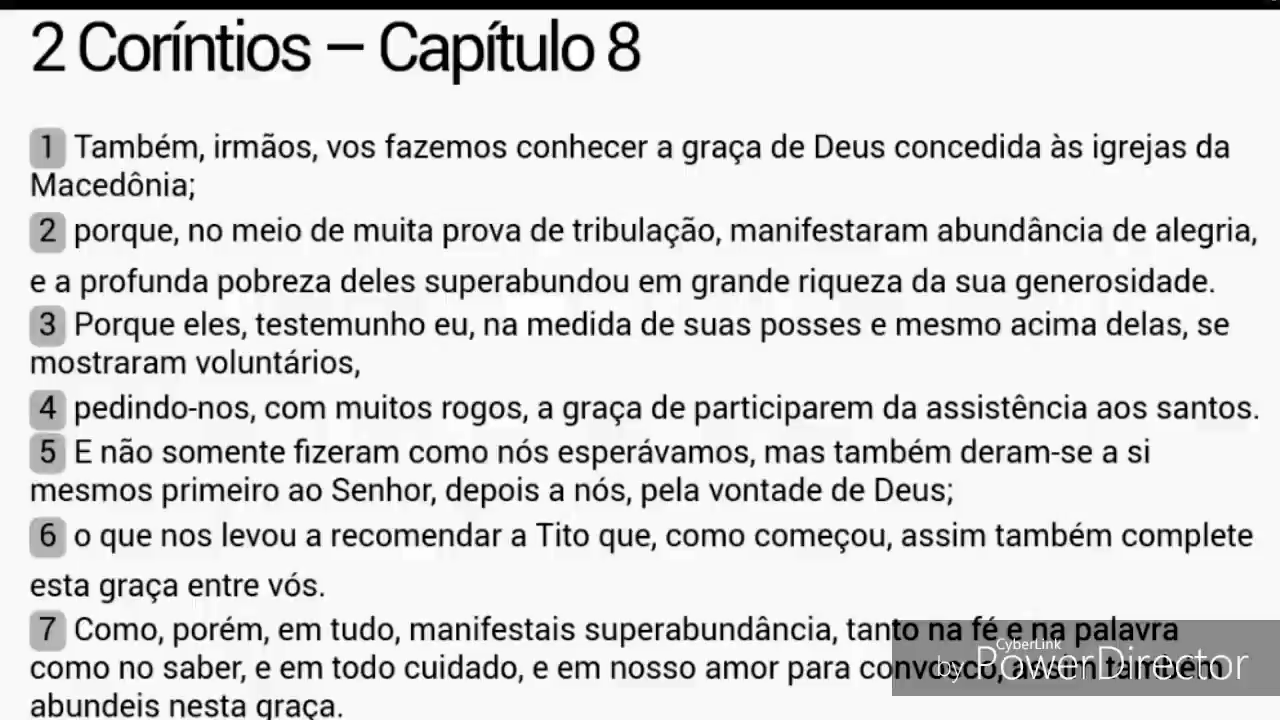 2 Coríntios – Capítulo 8
1 Também, irmãos, vos fazemos conhecer a graça de Deus concedida às igrejas da
Macedônia;
2 porque, no meio de muita prova de tribulação, manifestaram abundância de alegria,
e a profunda pobreza deles superabundou em grande riqueza da sua generosidade.
3 Porque eles, testemunho eu, na medida de suas posses e mesmo acima delas, se
mostraram voluntários,
4 pedindo-nos, com muitos rogos, a graça de participarem da assistência aos santos.
5 E não somente fizeram como nós esperávamos, mas também deram-se a si
mesmos primeiro ao Senhor, depois a nós, pela vontade de Deus;
6 o que nos levou a recomendar a Tito que, como começou, assim também complete
esta graça entre vós.
7 Como, porém, em tudo, manifestais superabundância, tanto na fé e na palavra
como no saber, e em todo cuidado, e em nosso amor para convosco, assim também
abundeis nesta graça.
CyberLink
by PowerDirector